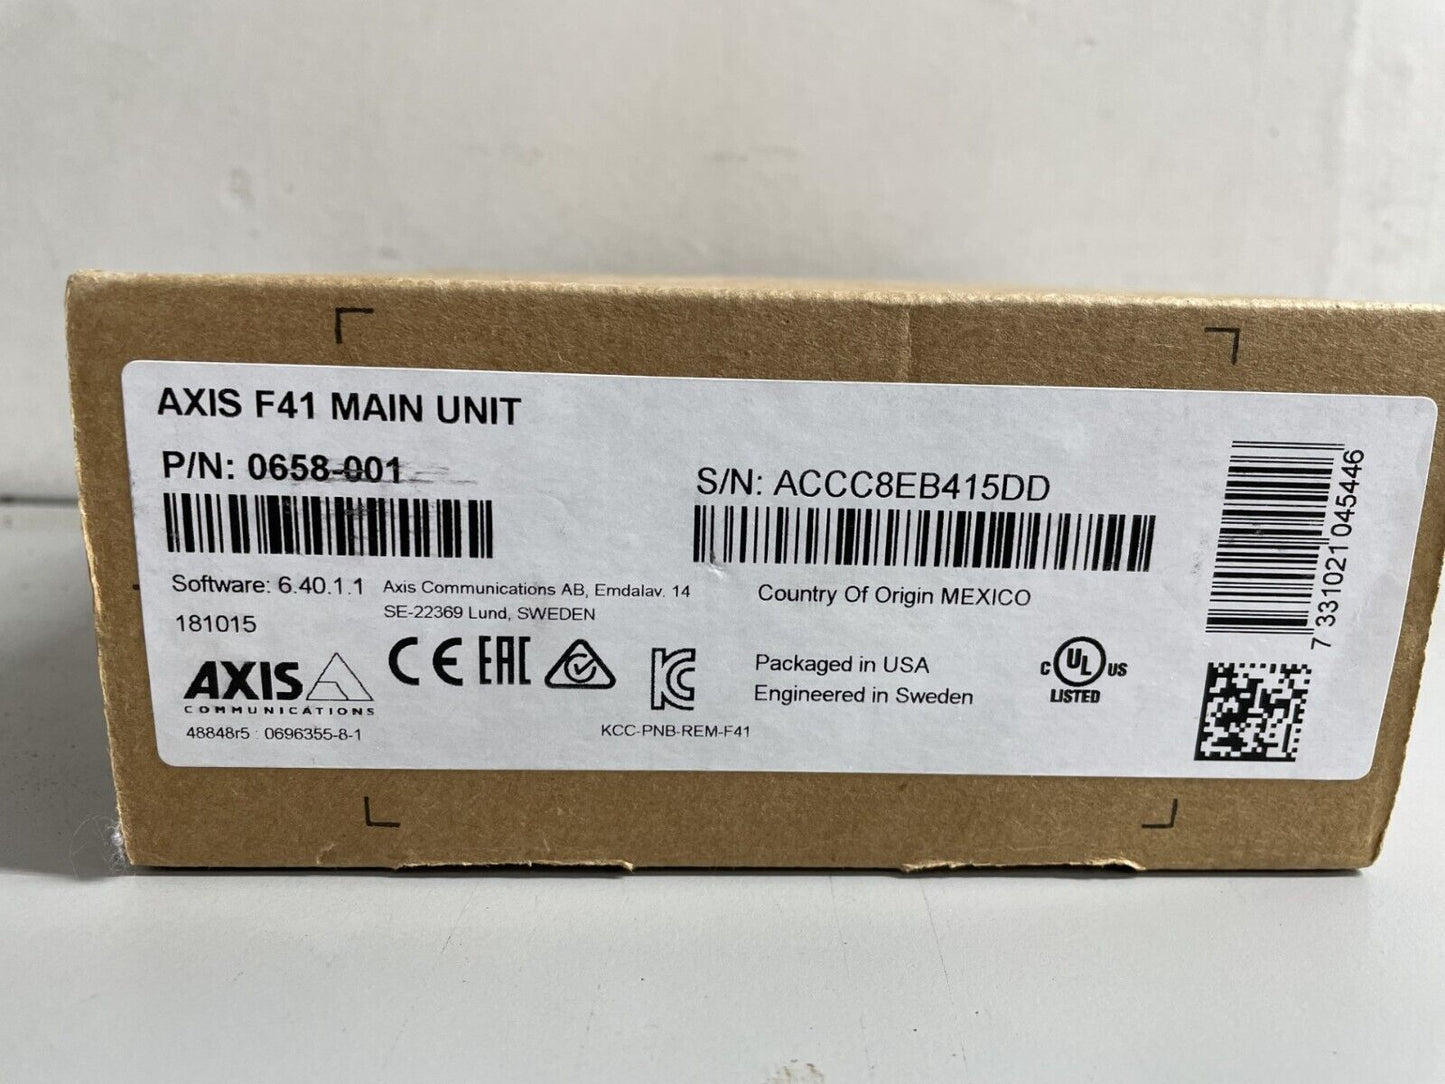 AXIS F41 MAIN UNIT
P/N: 0658-001
S/N: ACCC8EB415DD
Software: 6.40.1.1
Axis Communications AB, Emdalav. 14
SE-22369 Lund, SWEDEN
Country Of Origin MEXICO
181015
CE EAC
KC
Packaged in USA
Engineered in Sweden
C UL US
LISTED
AXIS
COMMUNICATIONS
48848r5 : 0696355-8-1
KCC-PNB-REM-F41
7 331021 045446